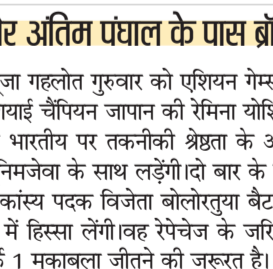 र अंतिम पंघाल के पास ब्रॉ
जा गहलोत गुरुवार को एशियन गेम्स
ायाई चैंपियन जापान की रेमिना योशि
भारतीय पर तकनीकी श्रेष्ठता के अ
निमजेवा के साथ लड़ेंगी।दो बार के
कांस्य पदक विजेता बोलोरतुया बैट
में हिस्सा लेंगी।वह रेपेचेज के जरि
1 मुकाबला जीतने की जरूरत है।